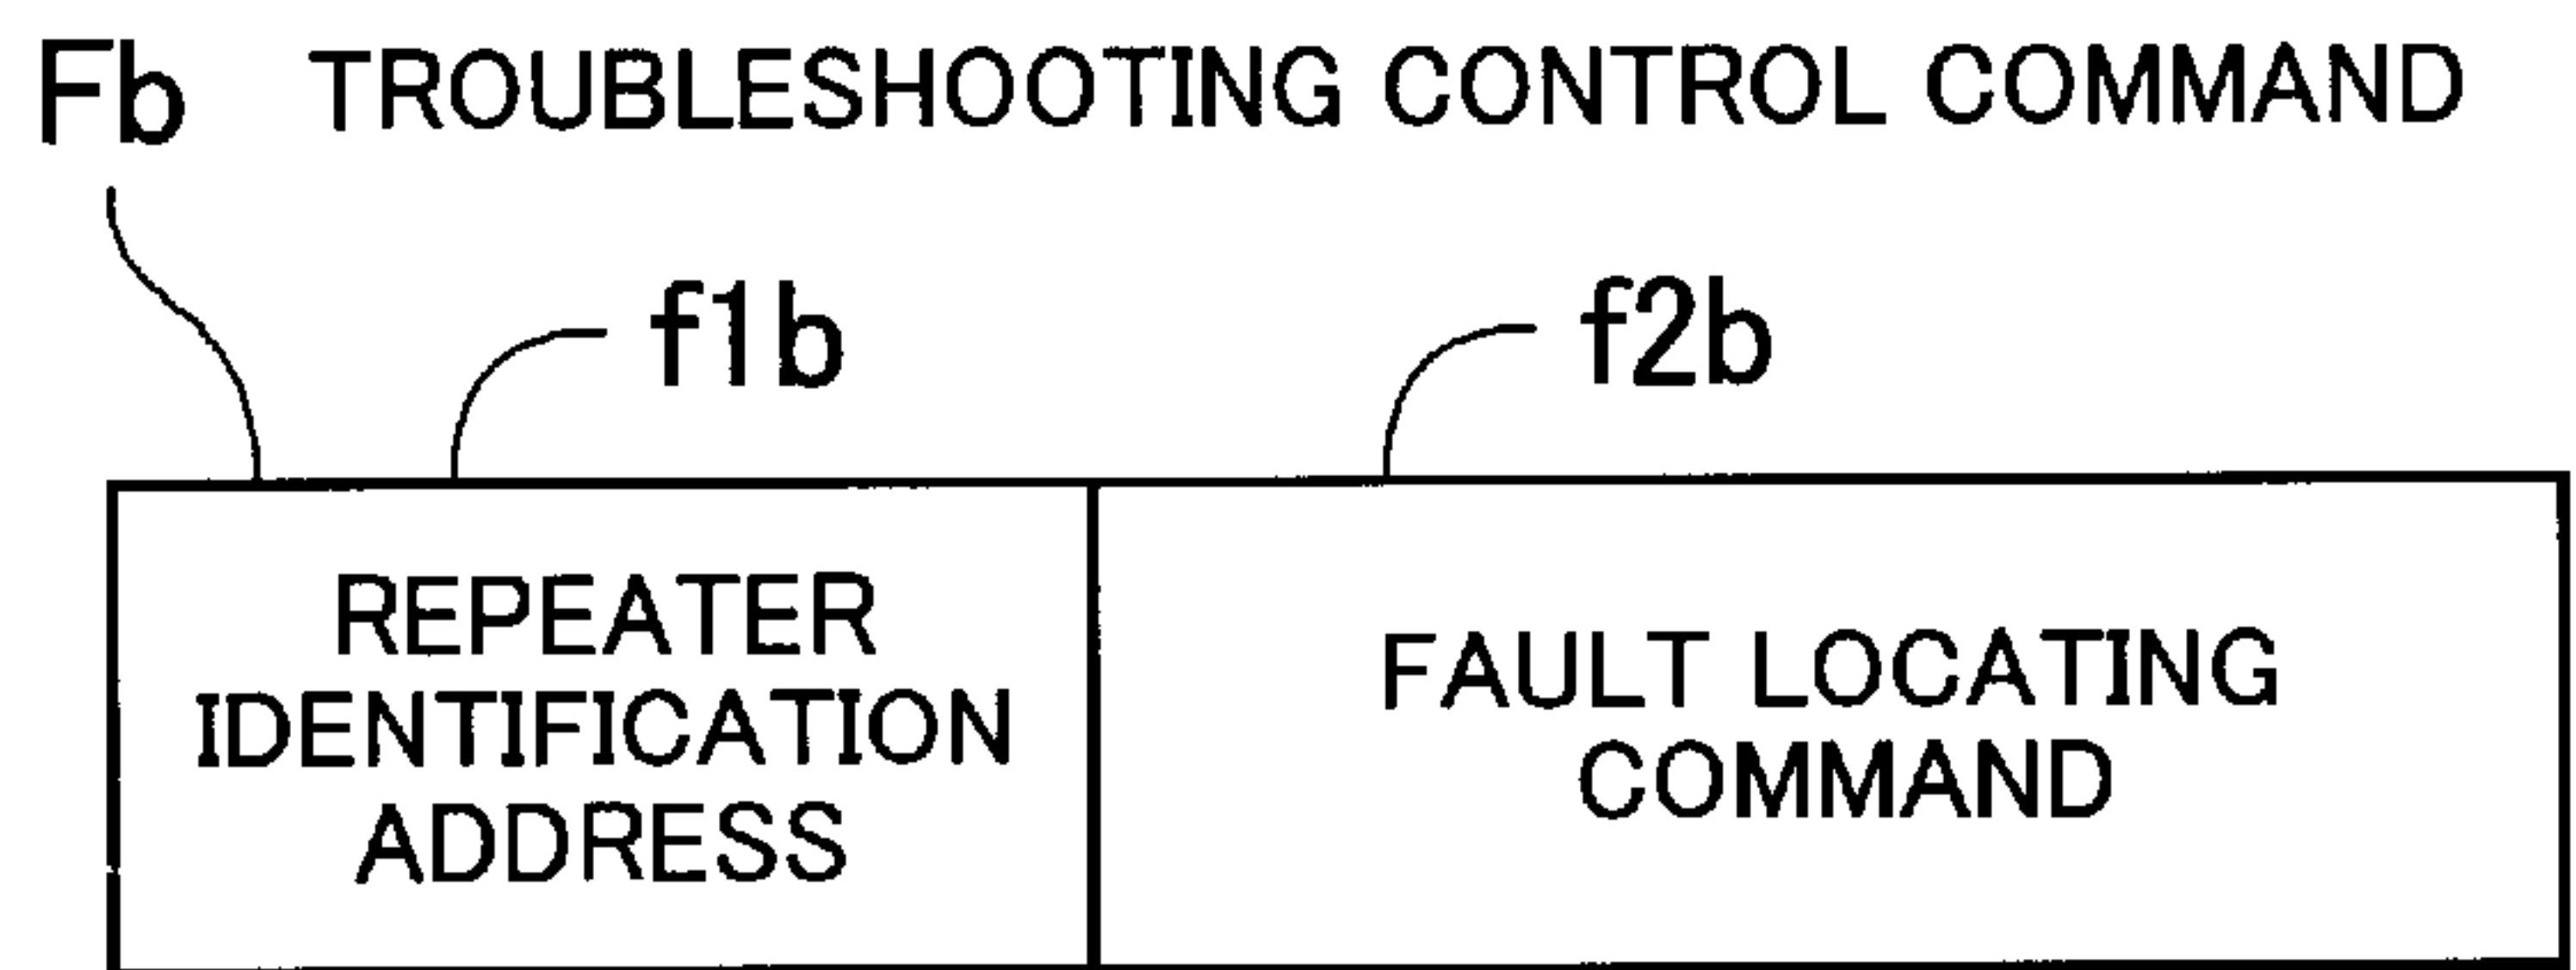 Fb TROUBLESHOOTING CONTROL COMMAND
f1b f2b
REPEATER
IDENTIFICATION
ADDRESS
FAULT LOCATING
COMMAND